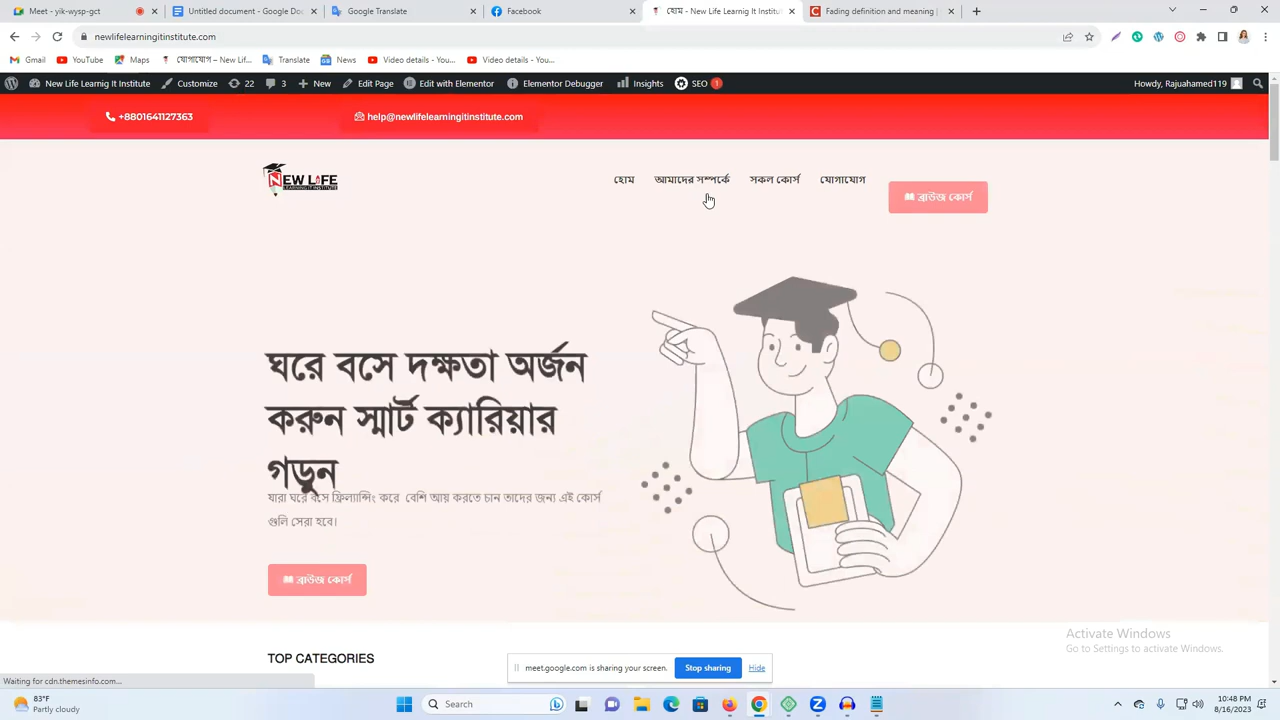 Meet - yik-wysp-gct
Untitled document - Google Do
Google Translate
Facebook
হোম - New Life Learnig It Institu
Fading definition and meaning |
newlifelearningitinstitute.com
Gmail
YouTube
Maps
যোগাযোগ – New Lif...
Translate
News
Video details - You...
Video details - You...
New Life Learnig It Institute
Customize
22
3
New
Edit Page
Edit with Elementor
Elementor Debugger
Insights
SEO
1
Howdy, Rajuahamed119
+8801641127363
help@newlifelearningitinstitute.com
NEW LIFE
LEARNING IT INSTITUTE
হোম
আমাদের সম্পর্কে
সকল কোর্স
যোগাযোগ
ব্রাউজ কোর্স
ঘরে বসে দক্ষতা অর্জন
করুন স্মার্ট ক্যারিয়ার
গড়ুন
যারা ঘরে বসে ফ্রিল্যান্সিং করে বেশি আয় করতে চান তাদের জন্য এই কোর্স
গুলি সেরা হবে।
ব্রাউজ কোর্স
TOP CATEGORIES
Activate Windows
Go to Settings to activate Windows.
meet.google.com is sharing your screen.
Stop sharing
Hide
Waiting for cdn.themesinfo.com...
83°F
Partly cloudy
Search
10:48 PM
8/16/2023